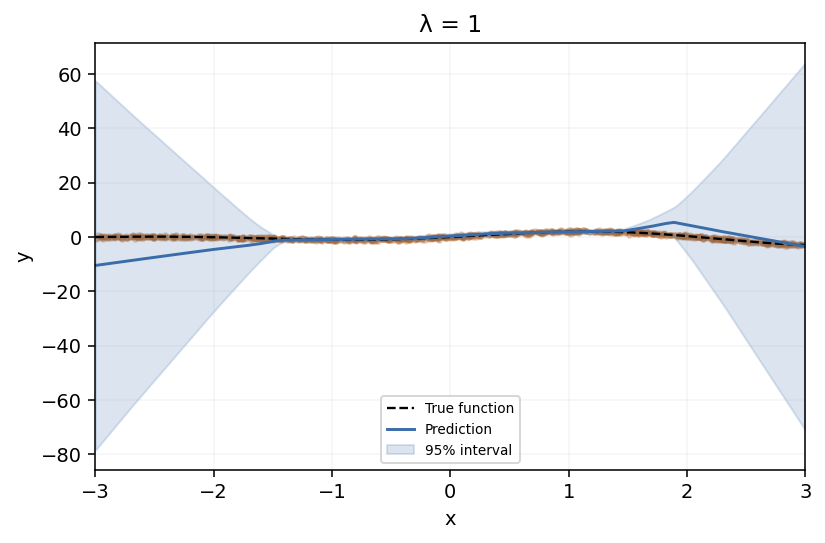 λ = 1
60
40
20
0
−20
−40
−60
−80
y
True function
Prediction
95% interval
−3 −2 −1 0 1 2 3
x